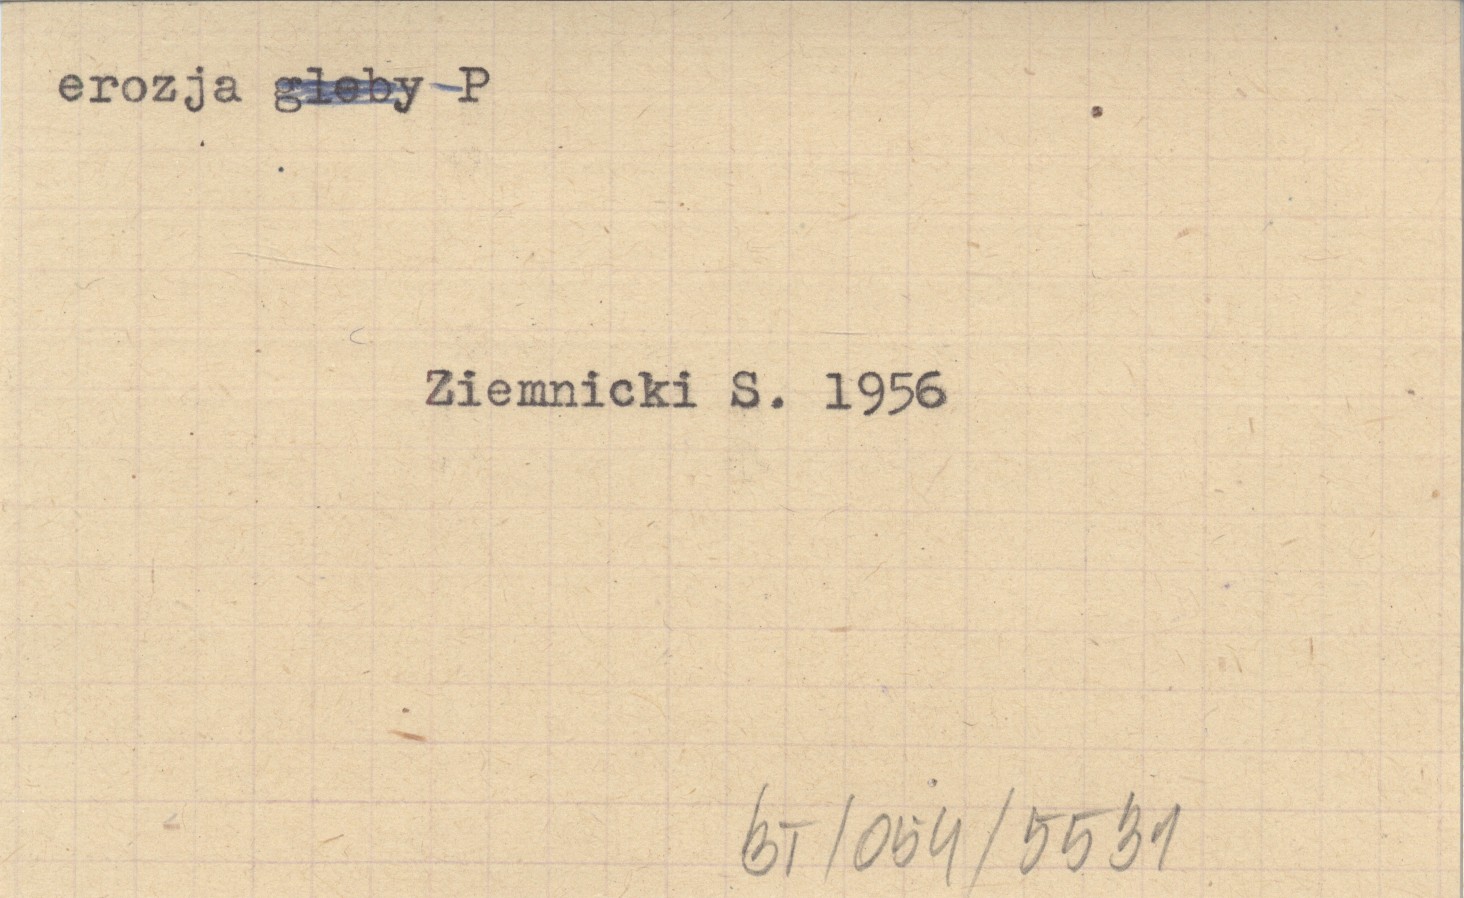 erozja gleby - P
Ziemnicki S. 1956
BT/054/5531